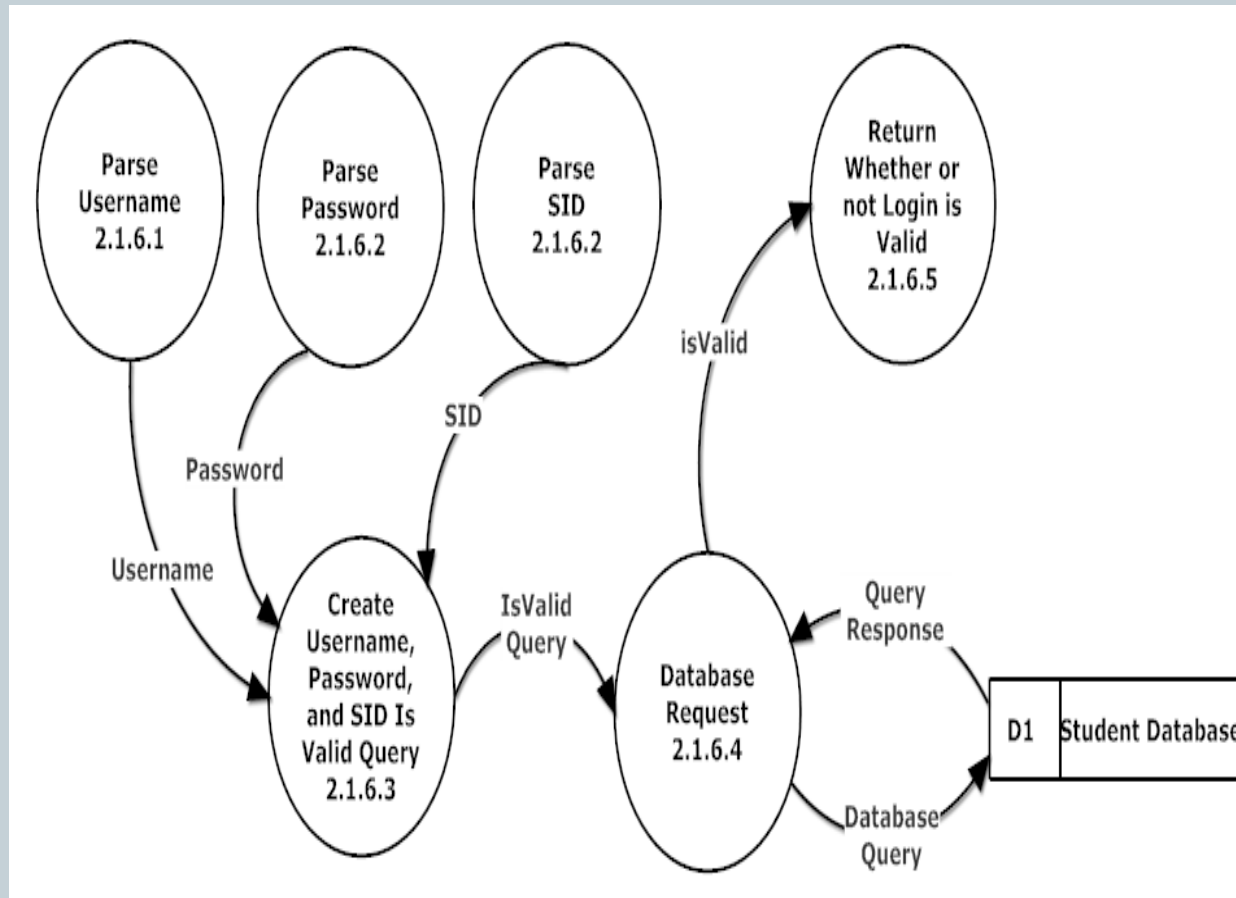 Parse
Username
2.1.6.1
Parse
Password
2.1.6.2
Parse
SID
2.1.6.2
Return
Whether or
not Login is
Valid
2.1.6.5
isValid
SID
Password
Username
Create
Username,
Password,
and SID Is
Valid Query
2.1.6.3
IsValid
Query
Database
Request
2.1.6.4
Query
Response
D1
Student Database
Database
Query